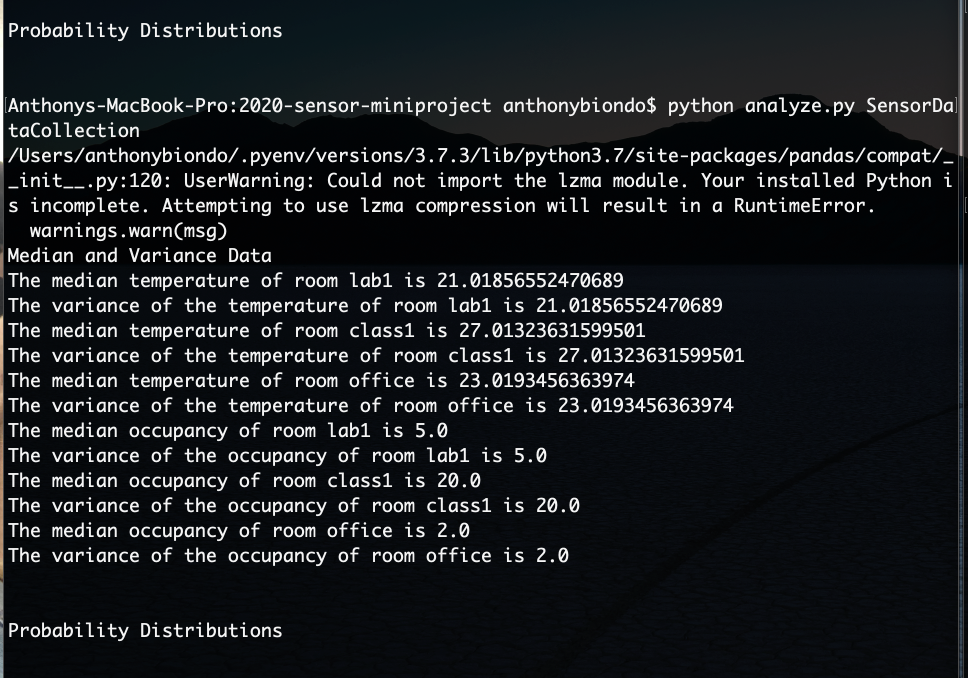 Probability Distributions
Anthonys-MacBook-Pro:2020-sensor-miniproject anthonybiondo$ python analyze.py SensorDa
taCollection
/Users/anthonybiondo/.pyenv/versions/3.7.3/lib/python3.7/site-packages/pandas/compat/_
_init__.py:120: UserWarning: Could not import the lzma module. Your installed Python i
s incomplete. Attempting to use lzma compression will result in a RuntimeError.
  warnings.warn(msg)
Median and Variance Data
The median temperature of room lab1 is 21.01856552470689
The variance of the temperature of room lab1 is 21.01856552470689
The median temperature of room class1 is 27.01323631599501
The variance of the temperature of room class1 is 27.01323631599501
The median temperature of room office is 23.0193456363974
The variance of the temperature of room office is 23.0193456363974
The median occupancy of room lab1 is 5.0
The variance of the occupancy of room lab1 is 5.0
The median occupancy of room class1 is 20.0
The variance of the occupancy of room class1 is 20.0
The median occupancy of room office is 2.0
The variance of the occupancy of room office is 2.0
Probability Distributions